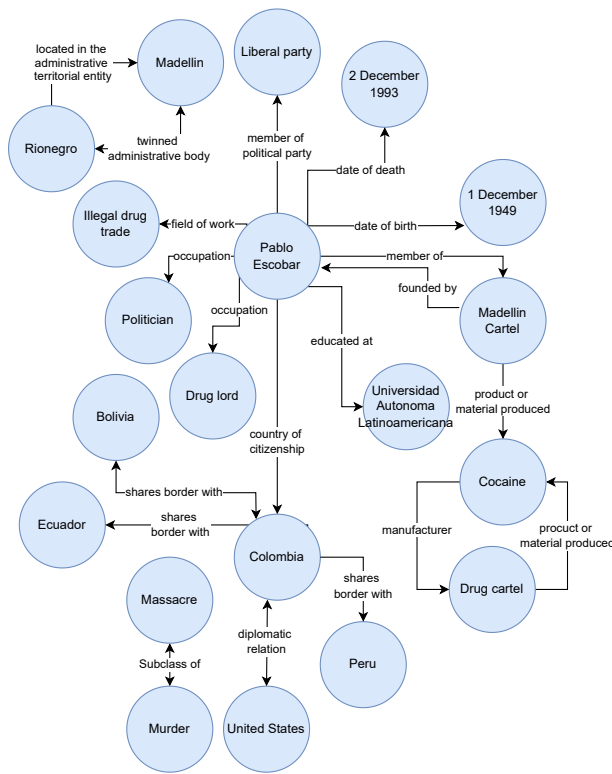 located in the
administrative
territorial entity
Madellin
Liberal party
2 December
1993
Rionegro
twinned
administrative body
member of
political party
date of death
1 December
1949
Illegal drug
trade
field of work
date of birth
Pablo
Escobar
occupation
member of
founded by
Politician
occupation
Madellin
Cartel
educated at
Drug lord
Universidad
Autonoma
Latinoamericana
product or
material produced
Bolivia
country of
citizenship
shares border with
Cocaine
Ecuador
shares
border with
manufacturer
procuct or
material produced
Colombia
Massacre
shares
border with
Drug cartel
diplomatic
relation
Subclass of
Peru
Murder
United States